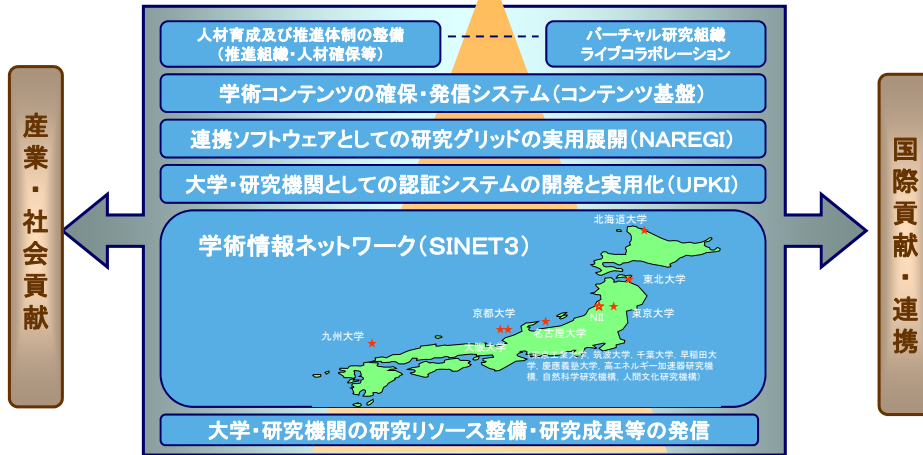 人材育成及び推進体制の整備
(推進組織・人材確保等)
バーチャル研究組織
ライブコラボレーション
学術コンテンツの確保・発信システム(コンテンツ基盤)
連携ソフトウェアとしての研究グリッドの実用展開(NAREGI)
大学・研究機関としての認証システムの開発と実用化(UPKI)
産業・社会貢献
国際貢献・連携
学術情報ネットワーク(SINET3)
北海道大学
東北大学
東京大学
NII
京都大学
名古屋大学
大阪大学
九州大学
(東京工業大学, 筑波大学, 千葉大学, 早稲田大
学, 慶應義塾大学, 高エネルギー加速器研究機
構, 自然科学研究機構, 人間文化研究機構)
大学・研究機関の研究リソース整備・研究成果等の発信